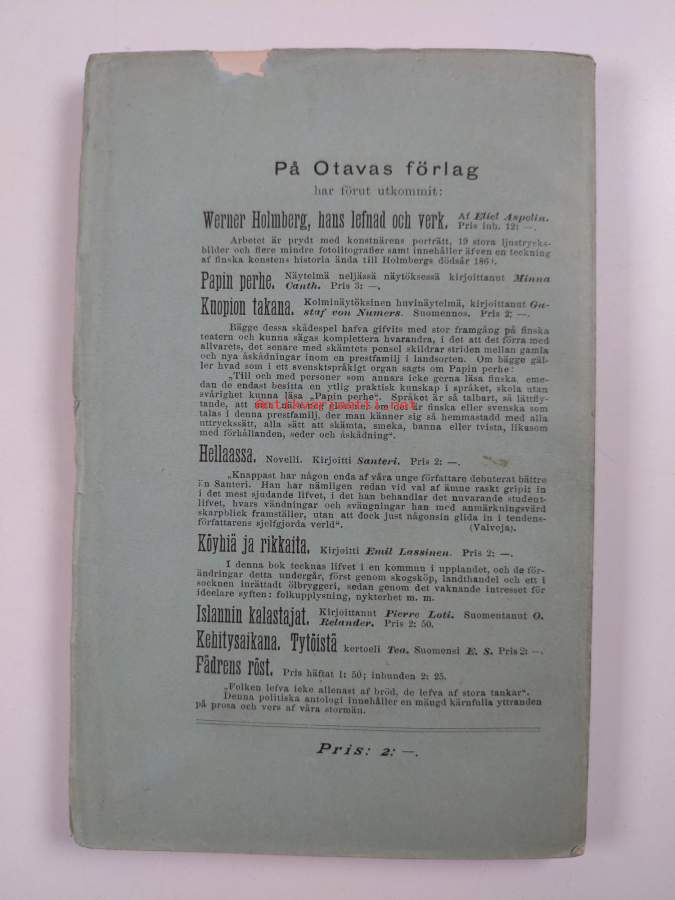 På Otavas förlag
har förut utkommit:
Werner Holmberg, hans lefnad och verk. Af Eliel Aspelin.
Pris inb. 12: —.
Arbetet är prydt med konstnärens porträtt, 19 stora ljustrycks-
bilder och flere mindre fotolitografier samt innehåller äfven en teckning
af finska konstens historia ända till Holmbergs dödsår 1860.
Papin perhe. Näytelmä neljässä näytöksessä kirjoittanut Minna
Canth. Pris 3: —.
Knopion takana. Kolminäytöksinen huvinäytelmä, kirjoittanut Gu-
staf von Numers. Suomennos. Pris 2: —.
Bägge dessa skådespel hafva gifvits med stor framgång på finska
teatern och kunna sägas komplettera hvarandra, i det att det förra med
allvarets, det senare med skämtets pensel skildrar striden mellan gamla
och nya åskådningar inom en prestfamilj i landsorten. Om bägge gäl-
ler hvad som i ett svensktspråkigt organ sagts om Papin perhe:
„Till och med personer som annars icke gerna läsa finska, eme-
dan de endast besitta en ytlig praktisk kunskap i språket, skola utan
svårighet kunna läsa „Papin perhe". Språket är så talbart, så lättfly-
tande, att man
talas i denna prestfamilj, der man känner sig så hemmastadd med alla
uttryckssätt, alla sätt att skämta, smeka, banna eller tvista, likasom
med förhållanden, seder och åskådning".
antikvariaatti.net
Hellaassa. Novelli. Kirjoitti Santeri. Pris 2: —.
„Knappast har någon enda af våra unge författare debuterat bättre
än Santeri. Han har nämligen redan vid val af ämne raskt gripit in
i det mest sjudande lifvet, i det han behandlar det nuvarande student-
lifvet, hvars vändningar och svängningar han med anmärkningsvärd
skarpblick framställer, utan att dock just någonsin glida in i tendens-
författarens sjelfgjorda verld". (Valveja).
Köyhiä ja rikkaita. Kirjoitti Emil Lassinen. Pris 2: —.
I denna bok tecknas lifvet i en kommun i upplandet, och de för-
ändringar detta undergår, först genom skogsköp, landthandel och ett i
socknen inrättadt ölbryggeri, sedan genom det vaknande intresset för
ideelare syften: folkupplysning, nykterhet m. m.
Islannin kalastajat. Kirjoittanut Pierre Loti. Suomentanut O.
Relander. Pris 2: 50.
Kehitysaikana. Tytöistä kertoeli Tea. Suomensi E. S. Pris 2: —.
Fädrens röst. Pris häftat 1: 50; inbunden 2: 25.
„Folken lefva icke allenast af bröd, de lefva af stora tankar".
Denna politiska antologi innehåller en mängd kärnfulla yttranden
på prosa och vers af våra stormän.
Pris: 2: —.